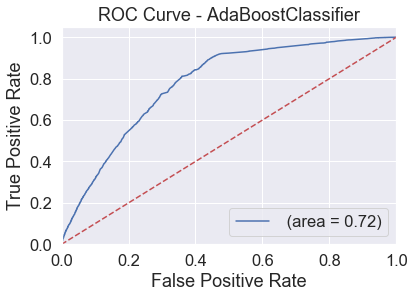 ROC Curve - AdaBoostClassifier
True Positive Rate
1.0
0.8
0.6
0.4
0.2
0.0
(area = 0.72)
0.0 0.2 0.4 0.6 0.8 1.0
False Positive Rate